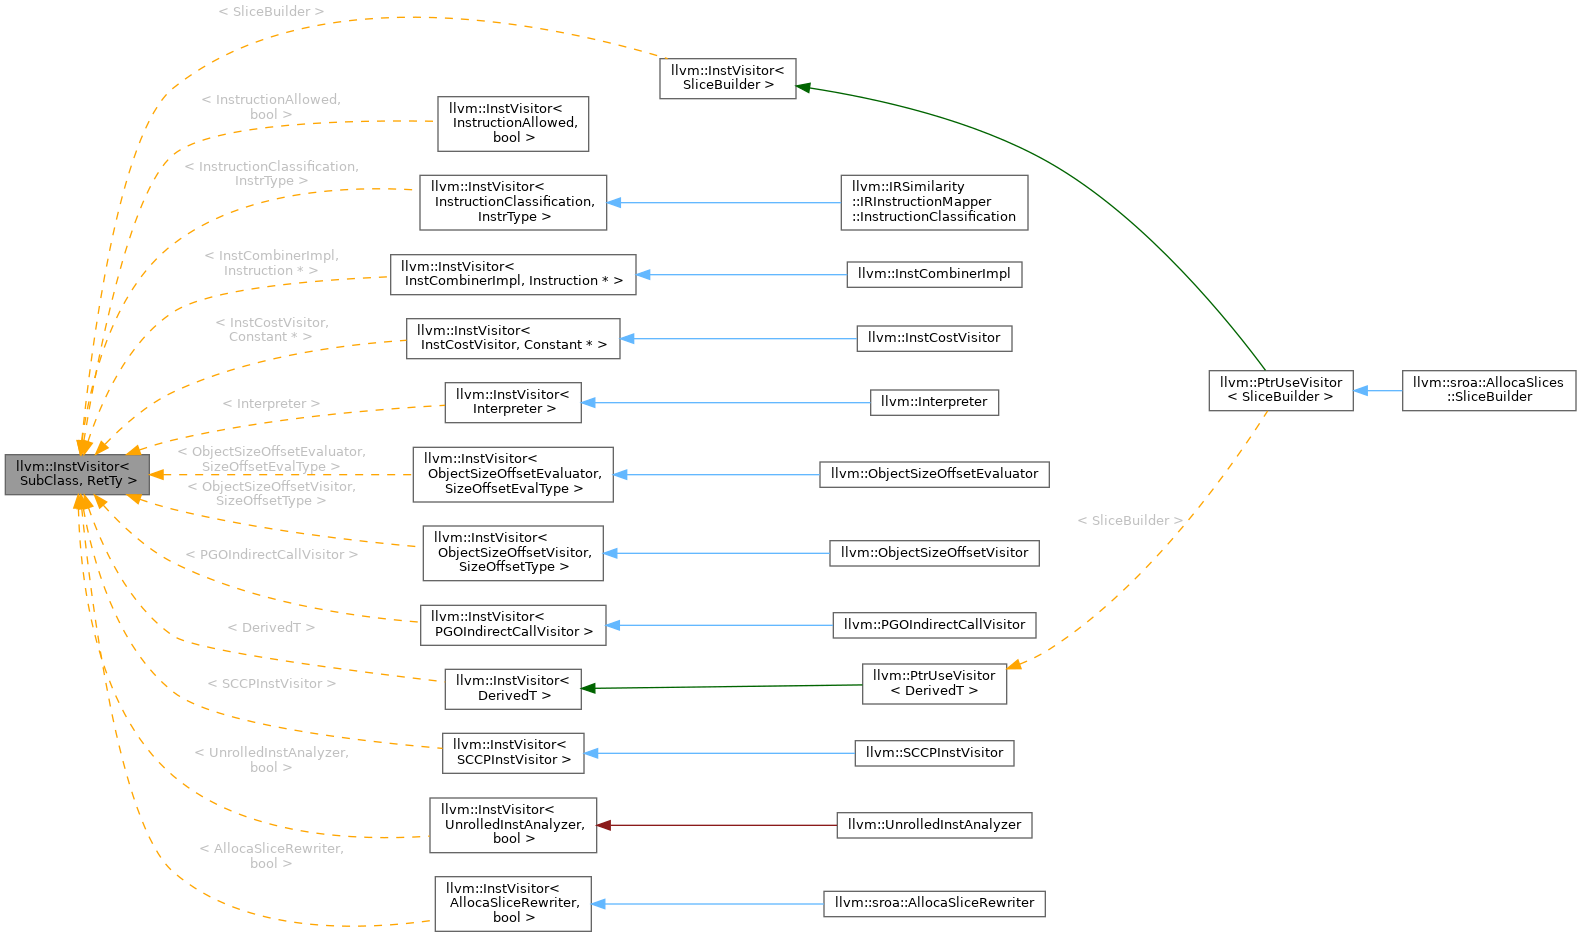 < SliceBuilder >
llvm::InstVisitor<
SliceBuilder >
< InstructionAllowed,
bool >
llvm::InstVisitor<
InstructionAllowed,
bool >
< InstructionClassification,
InstrType >
llvm::InstVisitor<
InstructionClassification,
InstrType >
llvm::IRSimilarity
::IRInstructionMapper
::InstructionClassification
< InstCombinerImpl,
Instruction * >
llvm::InstVisitor<
InstCombinerImpl, Instruction * >
llvm::InstCombinerImpl
< InstCostVisitor,
Constant * >
llvm::InstVisitor<
InstCostVisitor, Constant * >
llvm::InstCostVisitor
llvm::PtrUseVisitor
< SliceBuilder >
llvm::sroa::AllocaSlices
::SliceBuilder
< Interpreter >
llvm::InstVisitor<
Interpreter >
llvm::Interpreter
llvm::InstVisitor<
SubClass, RetTy >
< ObjectSizeOffsetEvaluator,
SizeOffsetEvalType >
llvm::InstVisitor<
ObjectSizeOffsetEvaluator,
SizeOffsetEvalType >
llvm::ObjectSizeOffsetEvaluator
< ObjectSizeOffsetVisitor,
SizeOffsetType >
llvm::InstVisitor<
ObjectSizeOffsetVisitor,
SizeOffsetType >
llvm::ObjectSizeOffsetVisitor
< SliceBuilder >
< PGOIndirectCallVisitor >
llvm::InstVisitor<
PGOIndirectCallVisitor >
llvm::PGOIndirectCallVisitor
< DerivedT >
llvm::InstVisitor<
DerivedT >
llvm::PtrUseVisitor
< DerivedT >
< SCCPInstVisitor >
llvm::InstVisitor<
SCCPInstVisitor >
llvm::SCCPInstVisitor
< UnrolledInstAnalyzer,
bool >
llvm::InstVisitor<
UnrolledInstAnalyzer,
bool >
llvm::UnrolledInstAnalyzer
< AllocaSliceRewriter,
bool >
llvm::InstVisitor<
AllocaSliceRewriter,
bool >
llvm::sroa::AllocaSliceRewriter